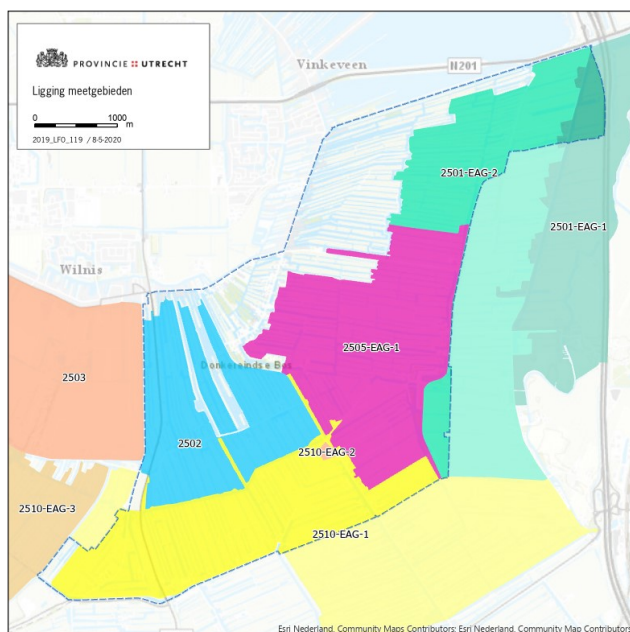 PROVINCIE UTRECHT
Ligging meetgebieden
0 1000
m
2019_LFO_119 / 8-5-2020
Vinkeveen
N201
2501-EAG-2
2501-EAG-1
Wilnis
2505-EAG-1
Donkereindse Bos
2503
2502
2510-EAG-2
2510-EAG-3
2510-EAG-1
Esri Nederland, Community Maps Contributors; Esri Nederland, Community Map Contributors